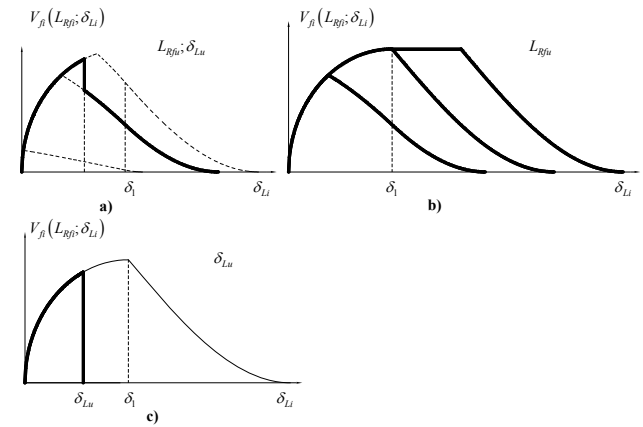 V_fi(L_Rfi; δ_Li)
L_Rfu; δ_Lu
δ_1
δ_Li
a)
V_fi(L_Rfi; δ_Li)
L_Rfu
δ_1
δ_Li
b)
V_fi(L_Rfi; δ_Li)
δ_Lu
δ_Lu
δ_1
δ_Li
c)